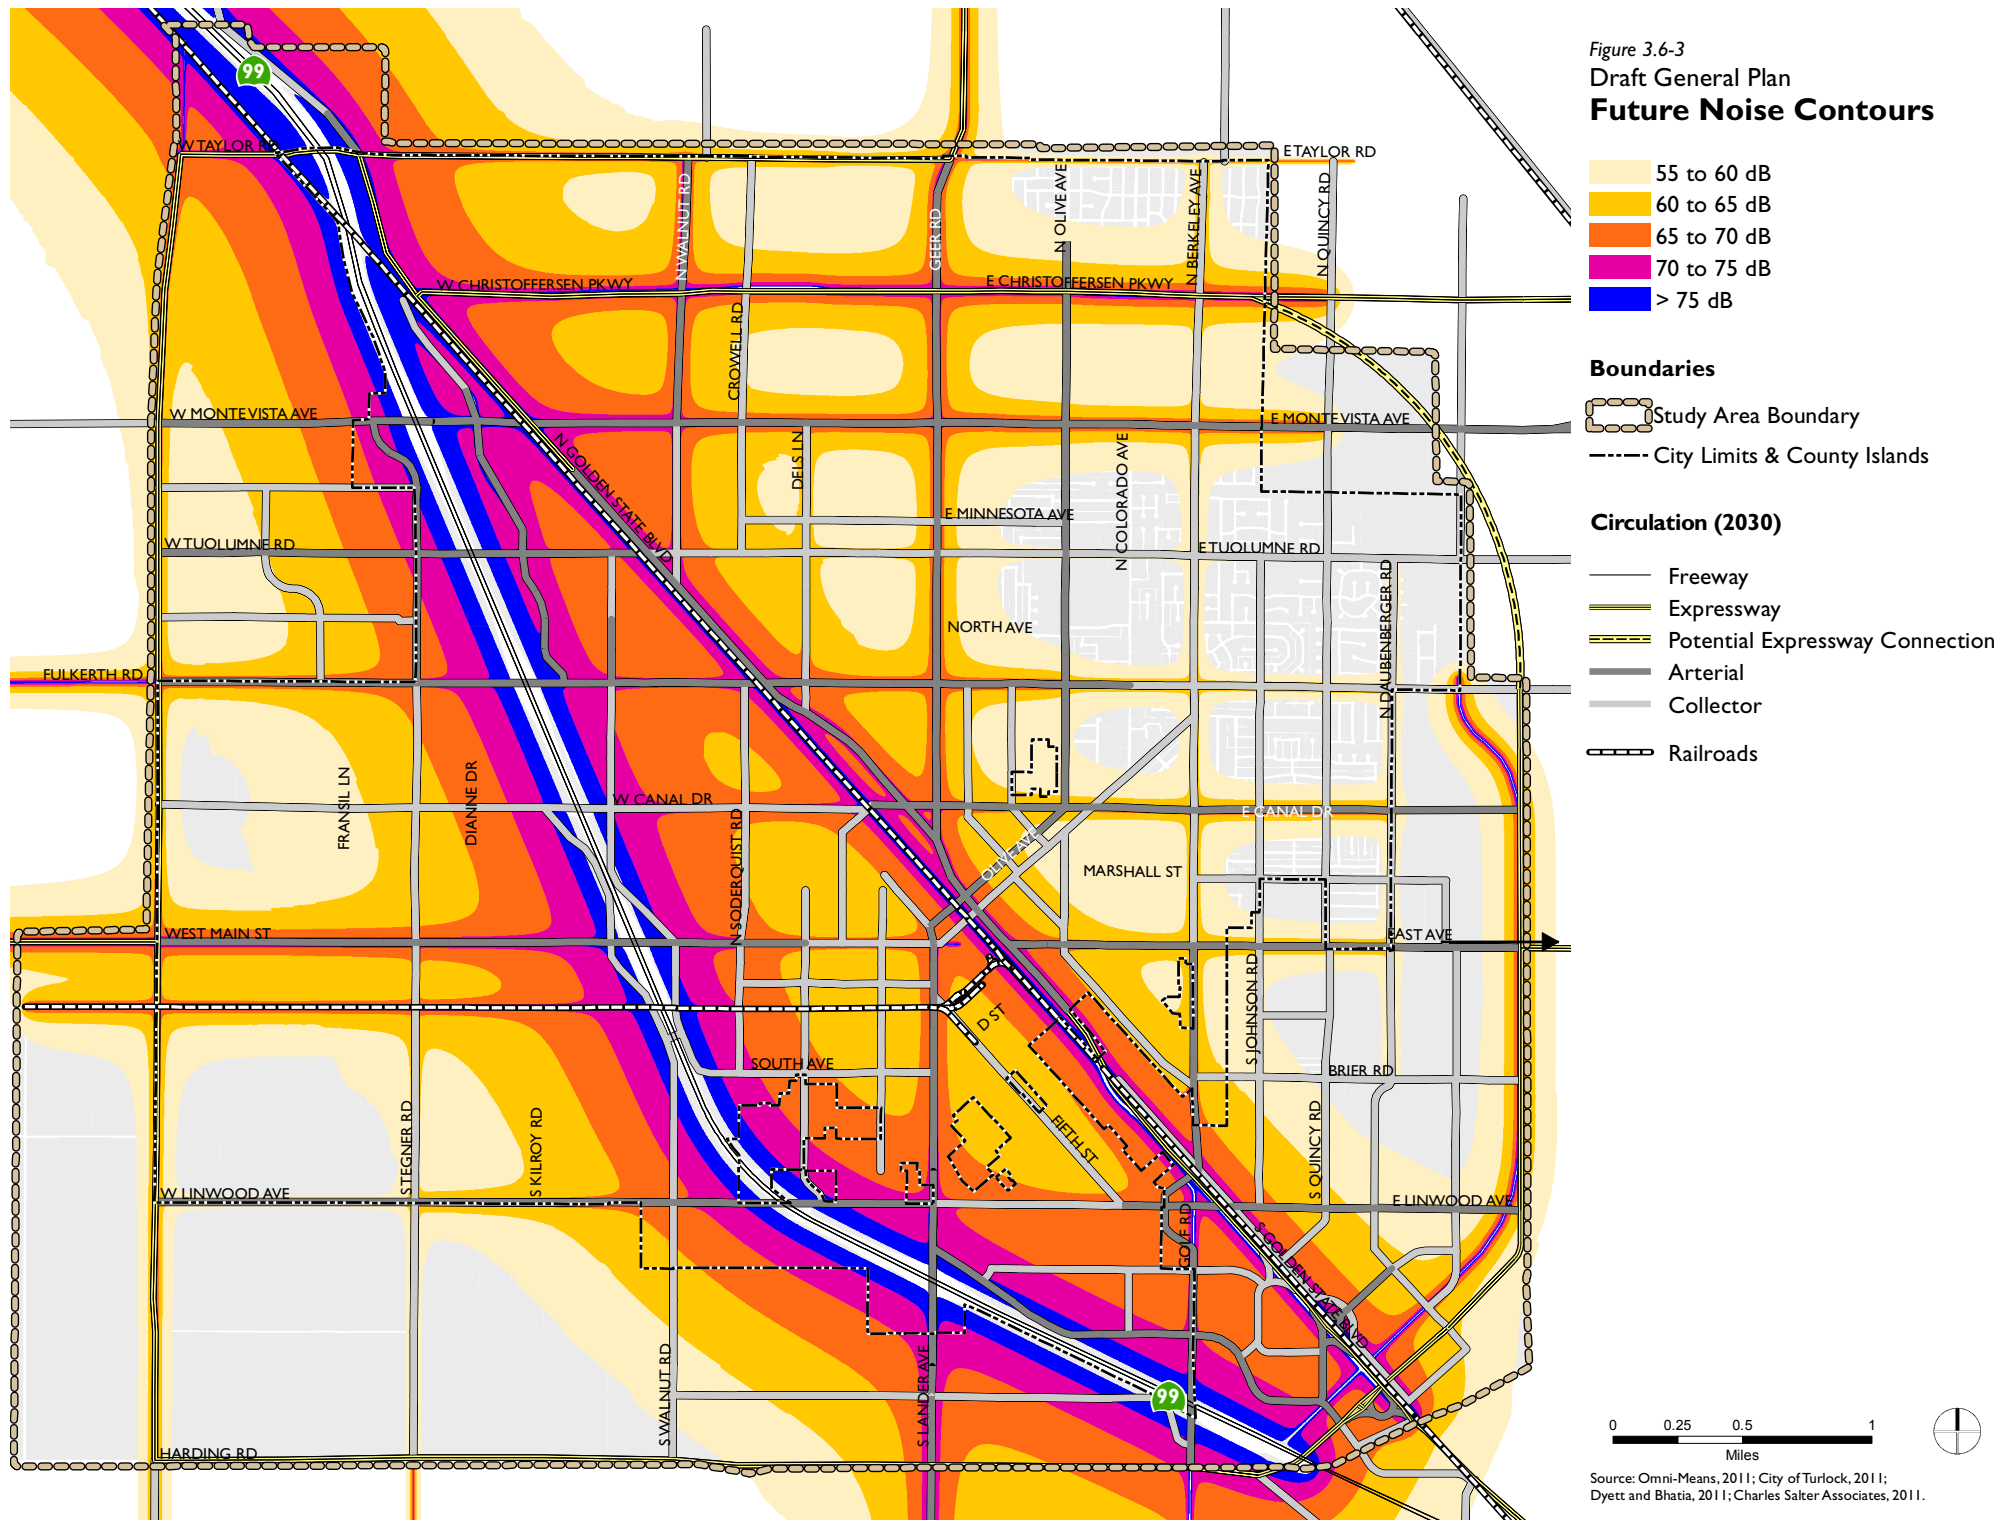 Figure 3.6-3
Draft General Plan
Future Noise Contours
55 to 60 dB
60 to 65 dB
65 to 70 dB
70 to 75 dB
> 75 dB
Boundaries
Study Area Boundary
City Limits & County Islands
Circulation (2030)
Freeway
Expressway
Potential Expressway Connection
Arterial
Collector
Railroads
99
W TAYLOR RD
E TAYLOR RD
N WALNUT RD
GEER RD
N OLIVE AVE
N BERKELEY AVE
N QUINCY RD
W CHRISTOFFERSEN PKWY
E CHRISTOFFERSEN PKWY
CROWELL RD
W MONTE VISTA AVE
E MONTE VISTA AVE
N GOLDEN STATE BLVD
DELS LN
N COLORADO AVE
E MINNESOTA AVE
W TUOLUMNE RD
E TUOLUMNE RD
N DAUBENBERGER RD
NORTH AVE
FULKERTH RD
FRANSIL LN
DIANNE DR
W CANAL DR
E CANAL DR
N SODERQUIST RD
OLIVE AVE
MARSHALL ST
WEST MAIN ST
EAST AVE
S JOHNSON RD
D ST
SOUTH AVE
BRIER RD
FIFTH ST
S TEGNER RD
S KILROY RD
S QUINCY RD
W LINWOOD AVE
E LINWOOD AVE
GOLF RD
S GOLDEN STATE BLVD
S WALNUT RD
S LANDER AVE
99
HARDING RD
0 0.25 0.5 1
Miles
Source: Omni-Means, 2011; City of Turlock, 2011;
Dyett and Bhatia, 2011; Charles Salter Associates, 2011.